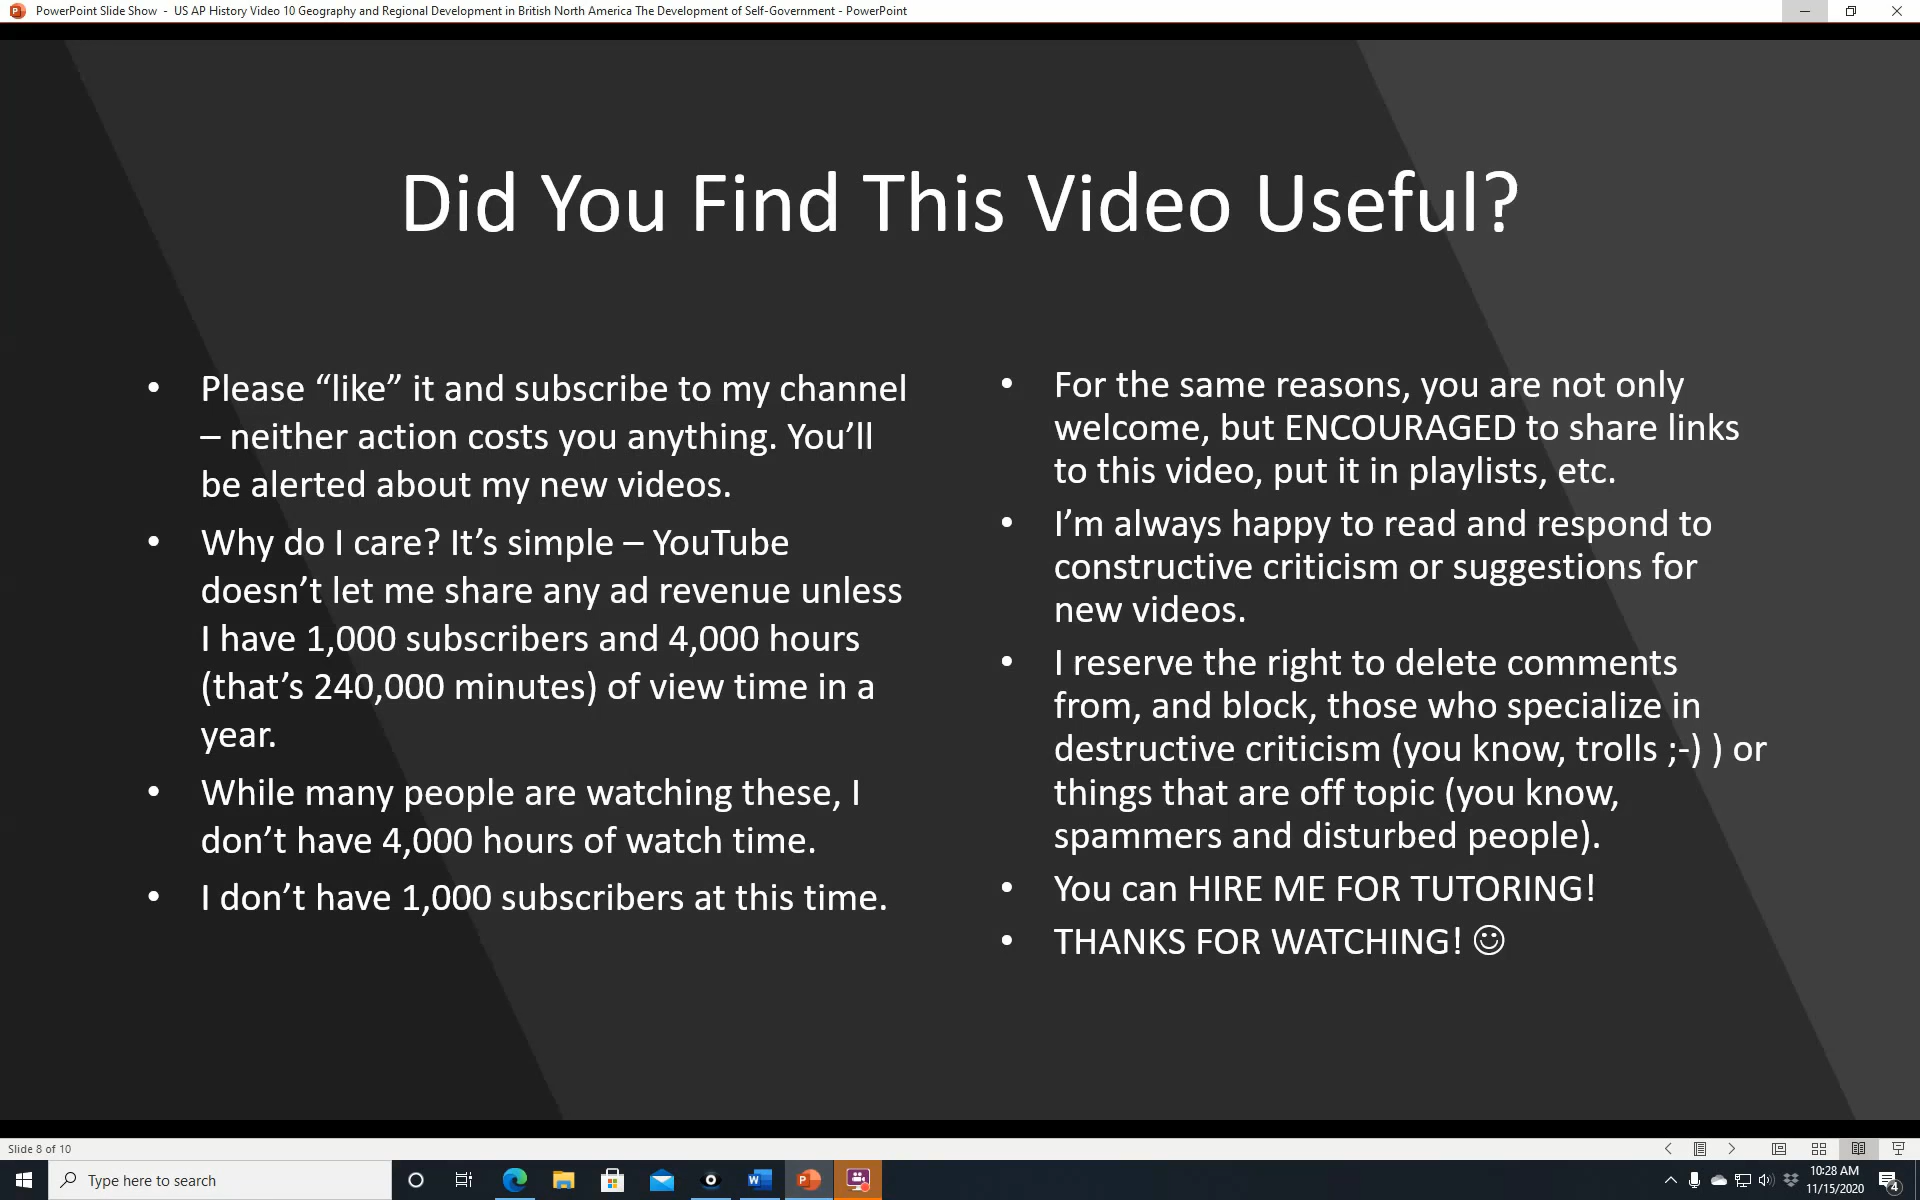 PowerPoint Slide Show - US AP History Video 10 Geography and Regional Development in British North America The Development of Self-Government - PowerPoint
Did You Find This Video Useful?
• Please “like” it and subscribe to my channel
– neither action costs you anything. You’ll
be alerted about my new videos.
• Why do I care? It’s simple – YouTube
doesn’t let me share any ad revenue unless
I have 1,000 subscribers and 4,000 hours
(that’s 240,000 minutes) of view time in a
year.
• While many people are watching these, I
don’t have 4,000 hours of watch time.
• I don’t have 1,000 subscribers at this time.
• For the same reasons, you are not only
welcome, but ENCOURAGED to share links
to this video, put it in playlists, etc.
• I’m always happy to read and respond to
constructive criticism or suggestions for
new videos.
• I reserve the right to delete comments
from, and block, those who specialize in
destructive criticism (you know, trolls ;-) ) or
things that are off topic (you know,
spammers and disturbed people).
• You can HIRE ME FOR TUTORING!
• THANKS FOR WATCHING! ☺
Slide 8 of 10
Type here to search
10:28 AM
11/15/2020
4